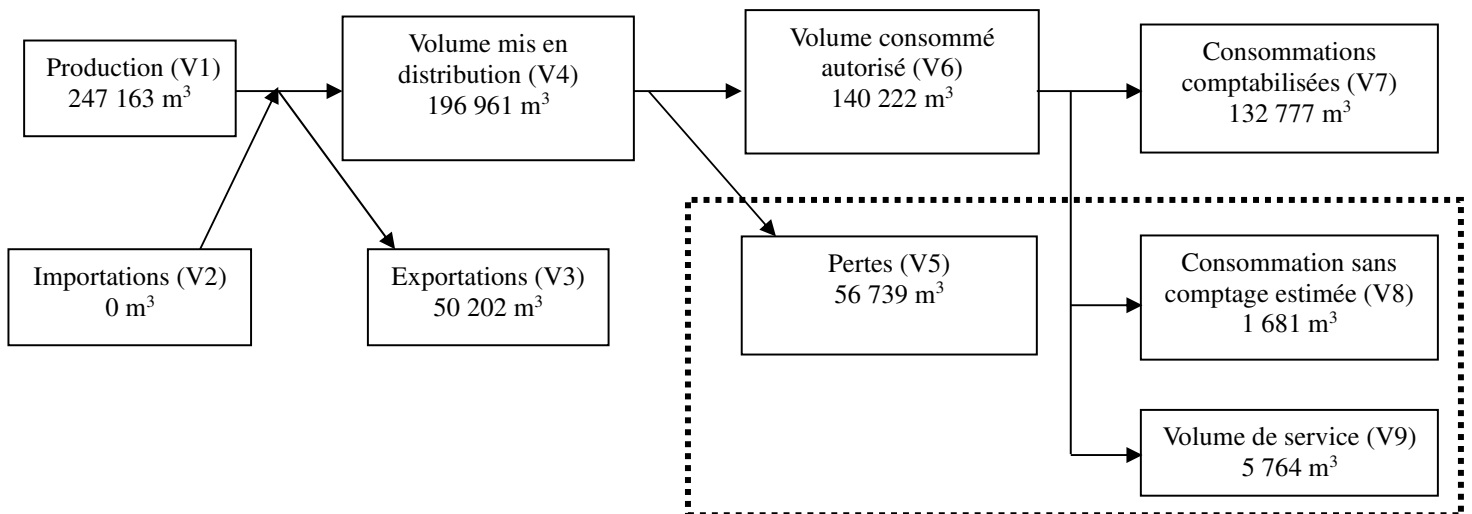 Production (V1)
247 163 m³
Volume mis en
distribution (V4)
196 961 m³
Volume consommé
autorisé (V6)
140 222 m³
Consommations
comptabilisées (V7)
132 777 m³
Importations (V2)
0 m³
Exportations (V3)
50 202 m³
Pertes (V5)
56 739 m³
Consommation sans
comptage estimée (V8)
1 681 m³
Volume de service (V9)
5 764 m³